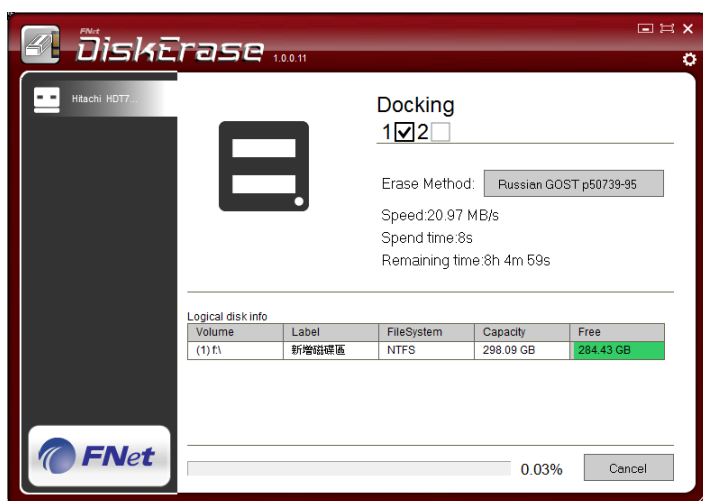 FNet
DiskErase 1.0.0.11
Hitachi HDT7...
Docking
1 2
Erase Method: Russian GOST p50739-95
Speed:20.97 MB/s
Spend time:8s
Remaining time:8h 4m 59s
Logical disk info
Volume Label FileSystem Capacity Free
(1) f:\ 新增磁碟區 NTFS 298.09 GB 284.43 GB
FNet
0.03% Cancel